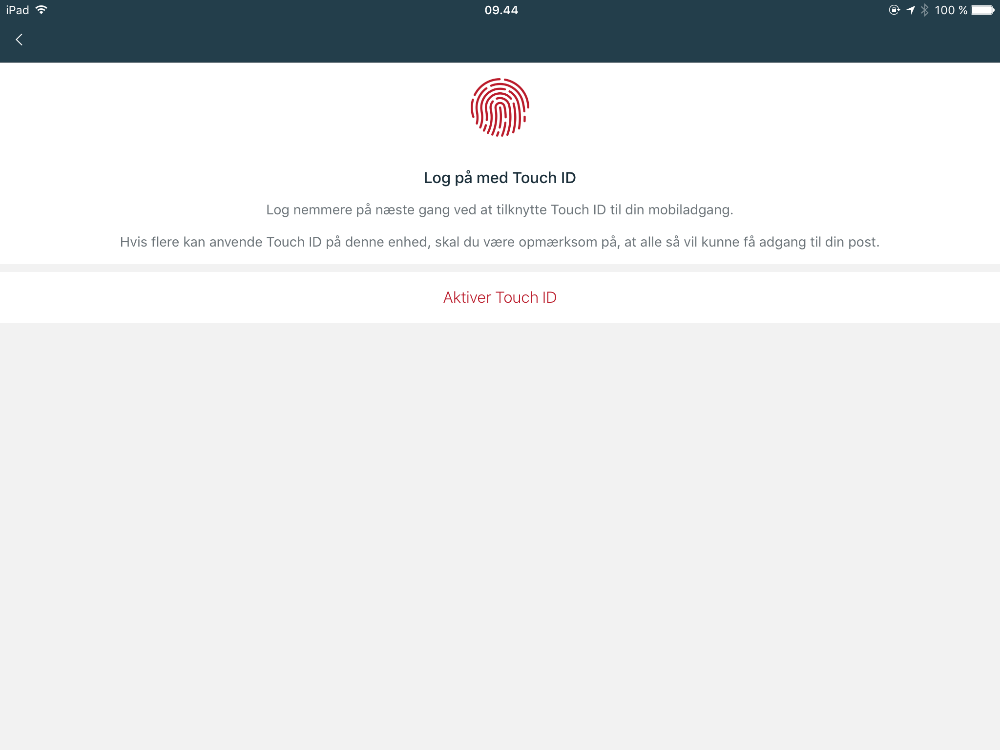 iPad 09.44 100 %
Log på med Touch ID
Log nemmere på næste gang ved at tilknytte Touch ID til din mobiladgang.
Hvis flere kan anvende Touch ID på denne enhed, skal du være opmærksom på, at alle så vil kunne få adgang til din post.
Aktiver Touch ID